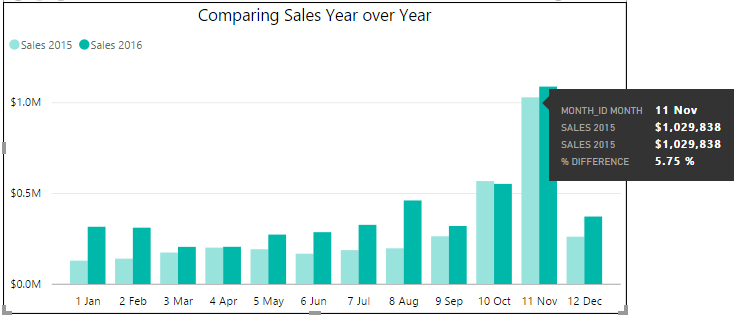 Comparing Sales Year over Year
Sales 2015 Sales 2016
$1.0M
$0.5M
$0.0M
1 Jan 2 Feb 3 Mar 4 Apr 5 May 6 Jun 7 Jul 8 Aug 9 Sep 10 Oct 11 Nov 12 Dec
MONTH_ID MONTH 11 Nov
SALES 2015 $1,029,838
SALES 2015 $1,029,838
% DIFFERENCE 5.75 %